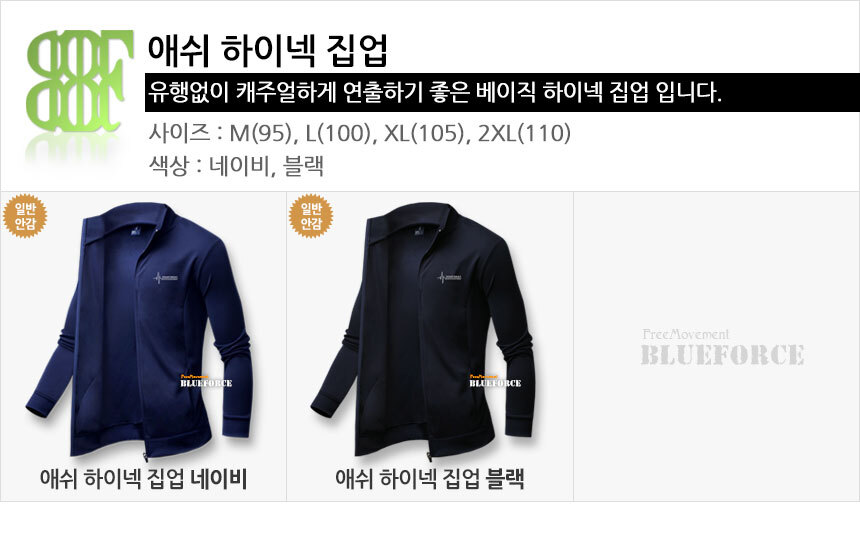 애쉬 하이넥 집업
유행없이 캐주얼하게 연출하기 좋은 베이직 하이넥 집업 입니다.
사이즈 : M(95), L(100), XL(105), 2XL(110)
색상 : 네이비, 블랙
일반
안감
일반
안감
FreeMovement
BLUEFORCE
FreeMovement
BLUEFORCE
FreeMovement
BLUEFORCE
애쉬 하이넥 집업 네이비
애쉬 하이넥 집업 블랙